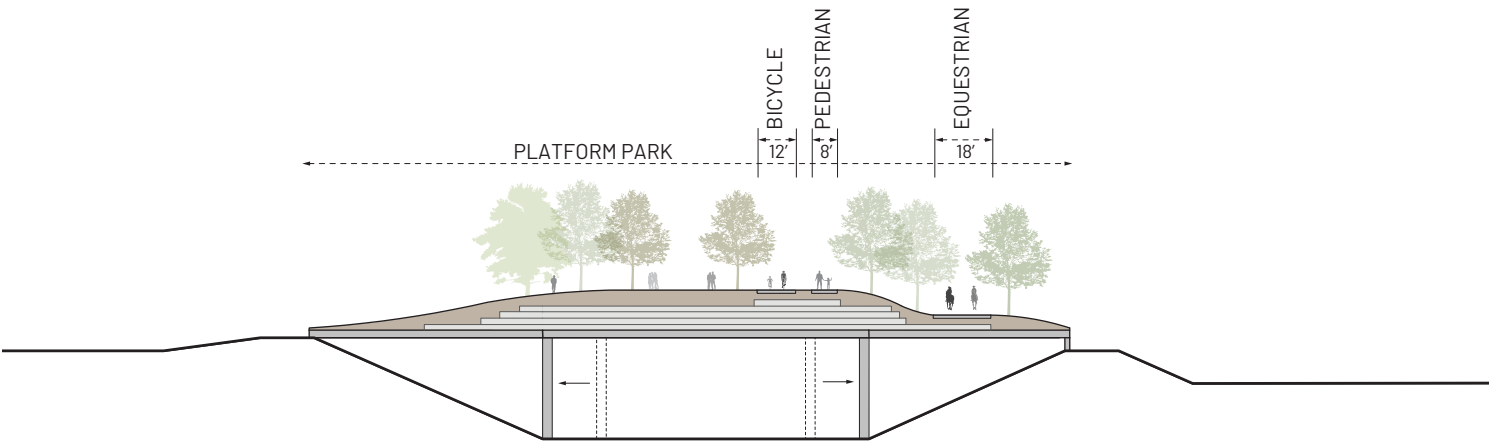 BICYCLE
PEDESTRIAN
EQUESTRIAN
PLATFORM PARK
12'
8'
18'